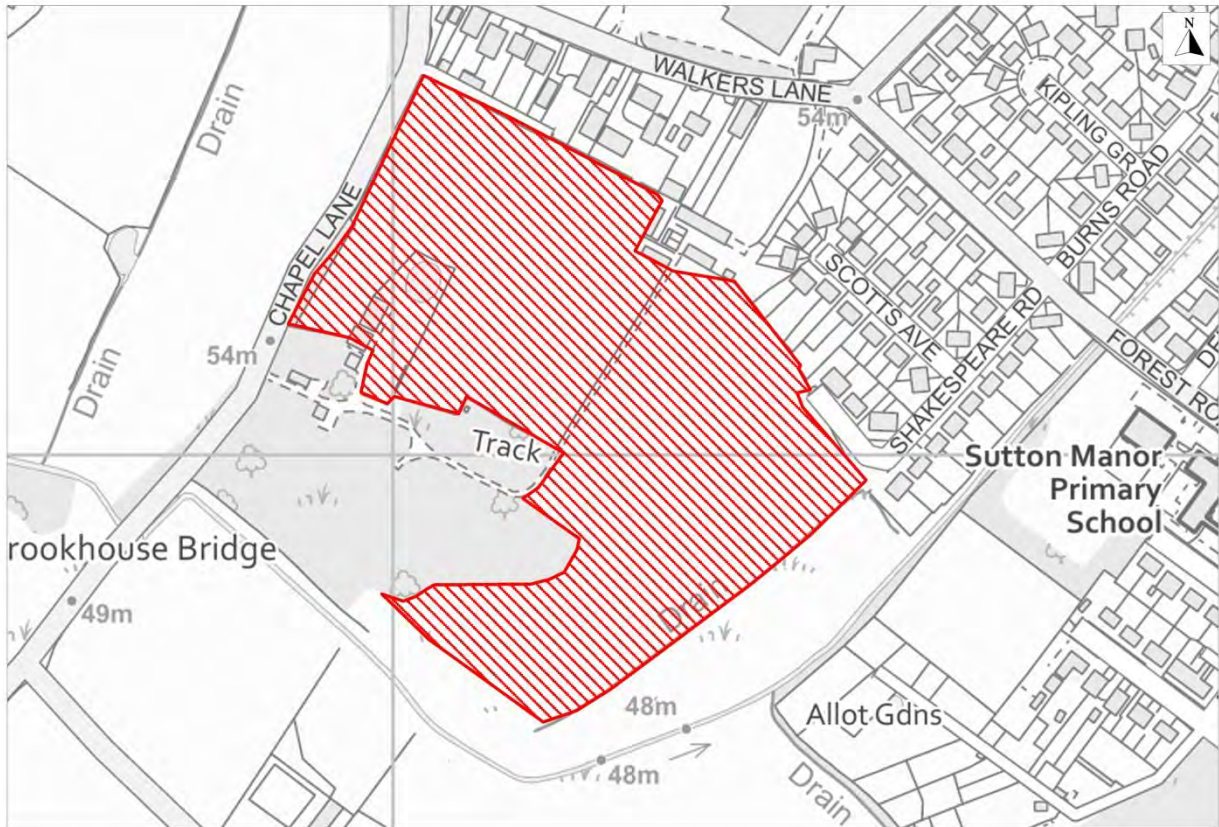 N
WALKERS LANE
54m
KIPLING GR
BURNS ROAD
Drain
CHAPEL LANE
SCOTTS AVE
SHAKESPEARE RD
FOREST RO
DE
54m
Drain
Track
Sutton Manor
Primary
School
rookhouse Bridge
49m
Drain
48m
Allot Gdns
48m
Drain